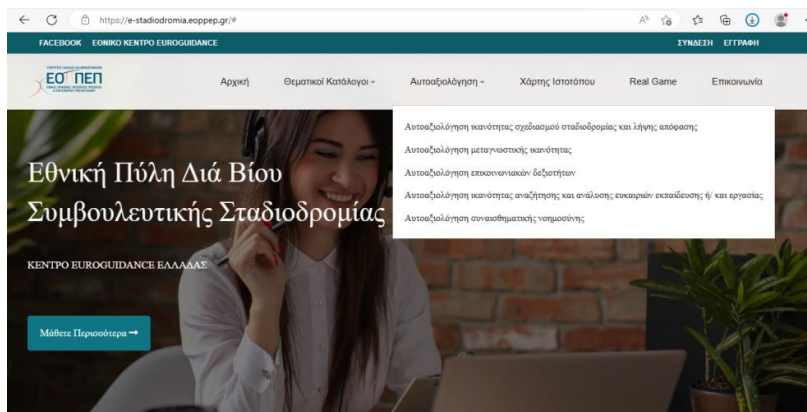 https://e-stadiodromia.eoppep.gr/#
FACEBOOK ΕΘΝΙΚΟ ΚΕΝΤΡΟ EUROGUIDANCE
ΣΥΝΔΕΣΗ ΕΓΓΡΑΦΗ
ΕΟΠΠΕΠ
Αρχική Θεματικοί Κατάλογοι Αυτοαξιολόγηση Χάρτης Ιστοτόπου Real Game Επικοινωνία
Αυτοαξιολόγηση ικανότητας σχεδιασμού σταδιοδρομίας και λήψης απόφασης
Αυτοαξιολόγηση μεταγνωστικής ικανότητας
Αυτοαξιολόγηση επικοινωνιακών δεξιοτήτων
Αυτοαξιολόγηση ικανότητας αναζήτησης και ανάλυσης ευκαιριών εκπαίδευσης ή/ και εργασίας
Αυτοαξιολόγηση συναισθηματικής νοημοσύνης
Εθνική Πύλη Διά Βίου
Συμβουλευτικής Σταδιοδρομίας
ΚΕΝΤΡΟ EUROGUIDANCE ΕΛΛΑΔΑΣ
Μάθετε Περισσότερα →